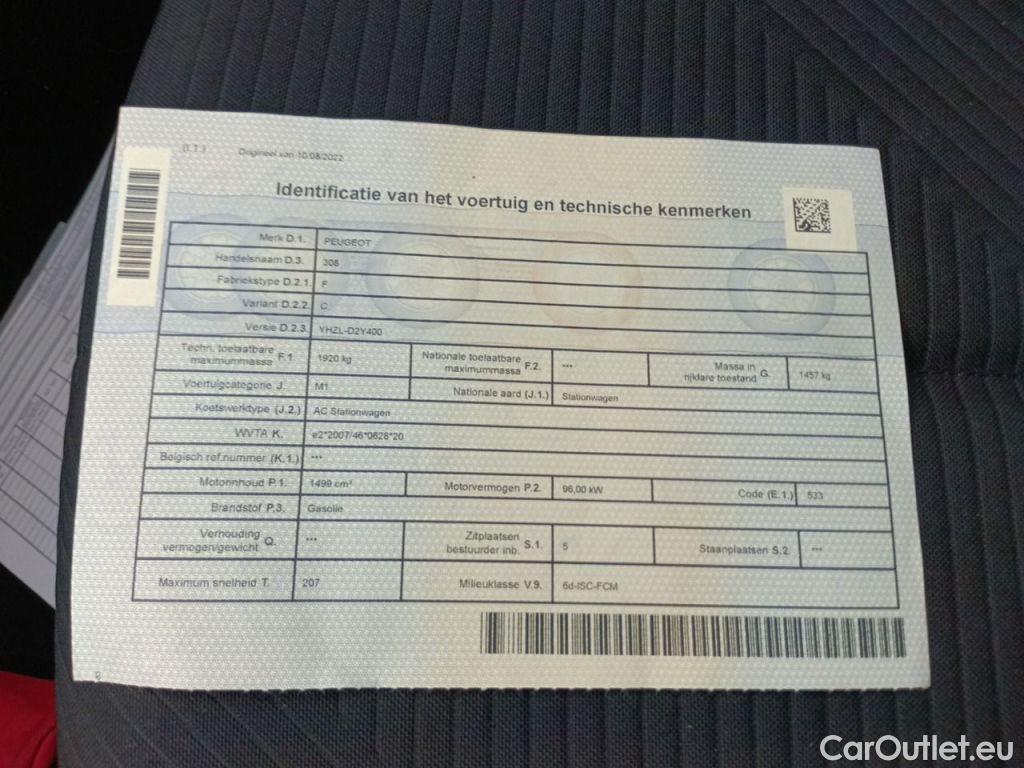 (I.T.) Origineel van 10/08/2022
Identificatie van het voertuig en technische kenmerken
Merk D.1. PEUGEOT
Handelsnaam D.3. 308
Fabriekstype D.2.1. F
Variant D.2.2. C
Versie D.2.3. YHZL-D2Y400
Techn. toelaatbare maximummassa F.1. 1920 kg Nationale toelaatbare maximummassa F.2. *** Massa in rijklare toestand G. 1457 kg
Voertuigcategorie J. M1 Nationale aard (J.1.) Stationwagen
Koetswerktype (J.2.) AC Stationwagen
WVTA K. e2*2007/46*0628*20
Belgisch ref.nummer (K.1.) ***
Motorinhoud P.1. 1499 cm³ Motorvermogen P.2. 96,00 kW Code (E.1.) 533
Brandstof P.3. Gasolie
Verhouding vermogen/gewicht Q. *** Zitplaatsen bestuurder inb. S.1. 5 Staanplaatsen S.2. ***
Maximum snelheid T. 207 Milieuklasse V.9. 6d-ISC-FCM
CarOutlet.eu